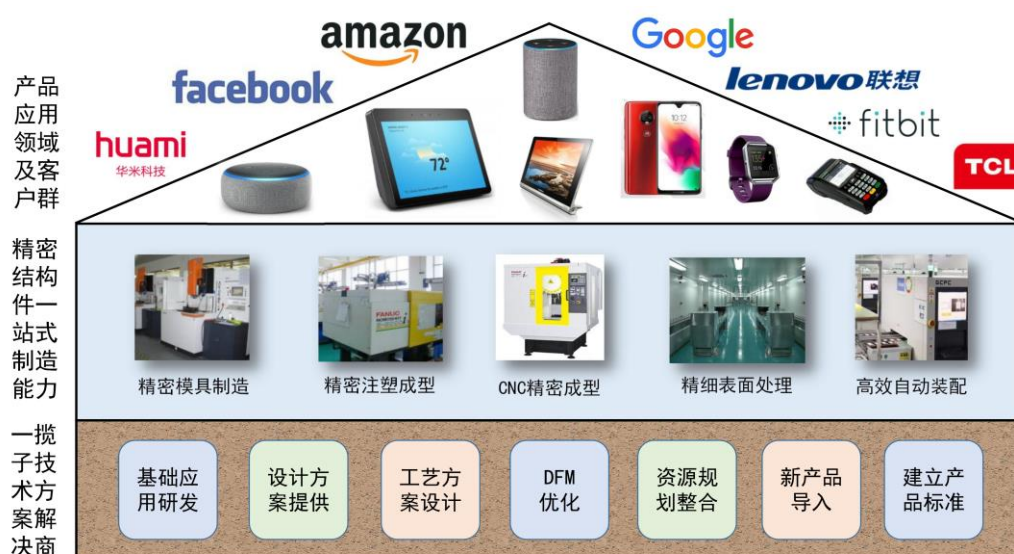 产品
应用
领域
及客
户群
amazon
Google
facebook
lenovo联想
huami
华米科技
fitbit
TCL
72°
10:12
精密
结构
件一
站式
制造
能力
FANUC
GCPC
精密模具制造
精密注塑成型
CNC精密成型
精细表面处理
高效自动装配
一揽
子技
术方
案解
决商
基础应
用研发
设计方
案提供
工艺方
案设计
DFM
优化
资源规
划整合
新产品
导入
建立产
品标准